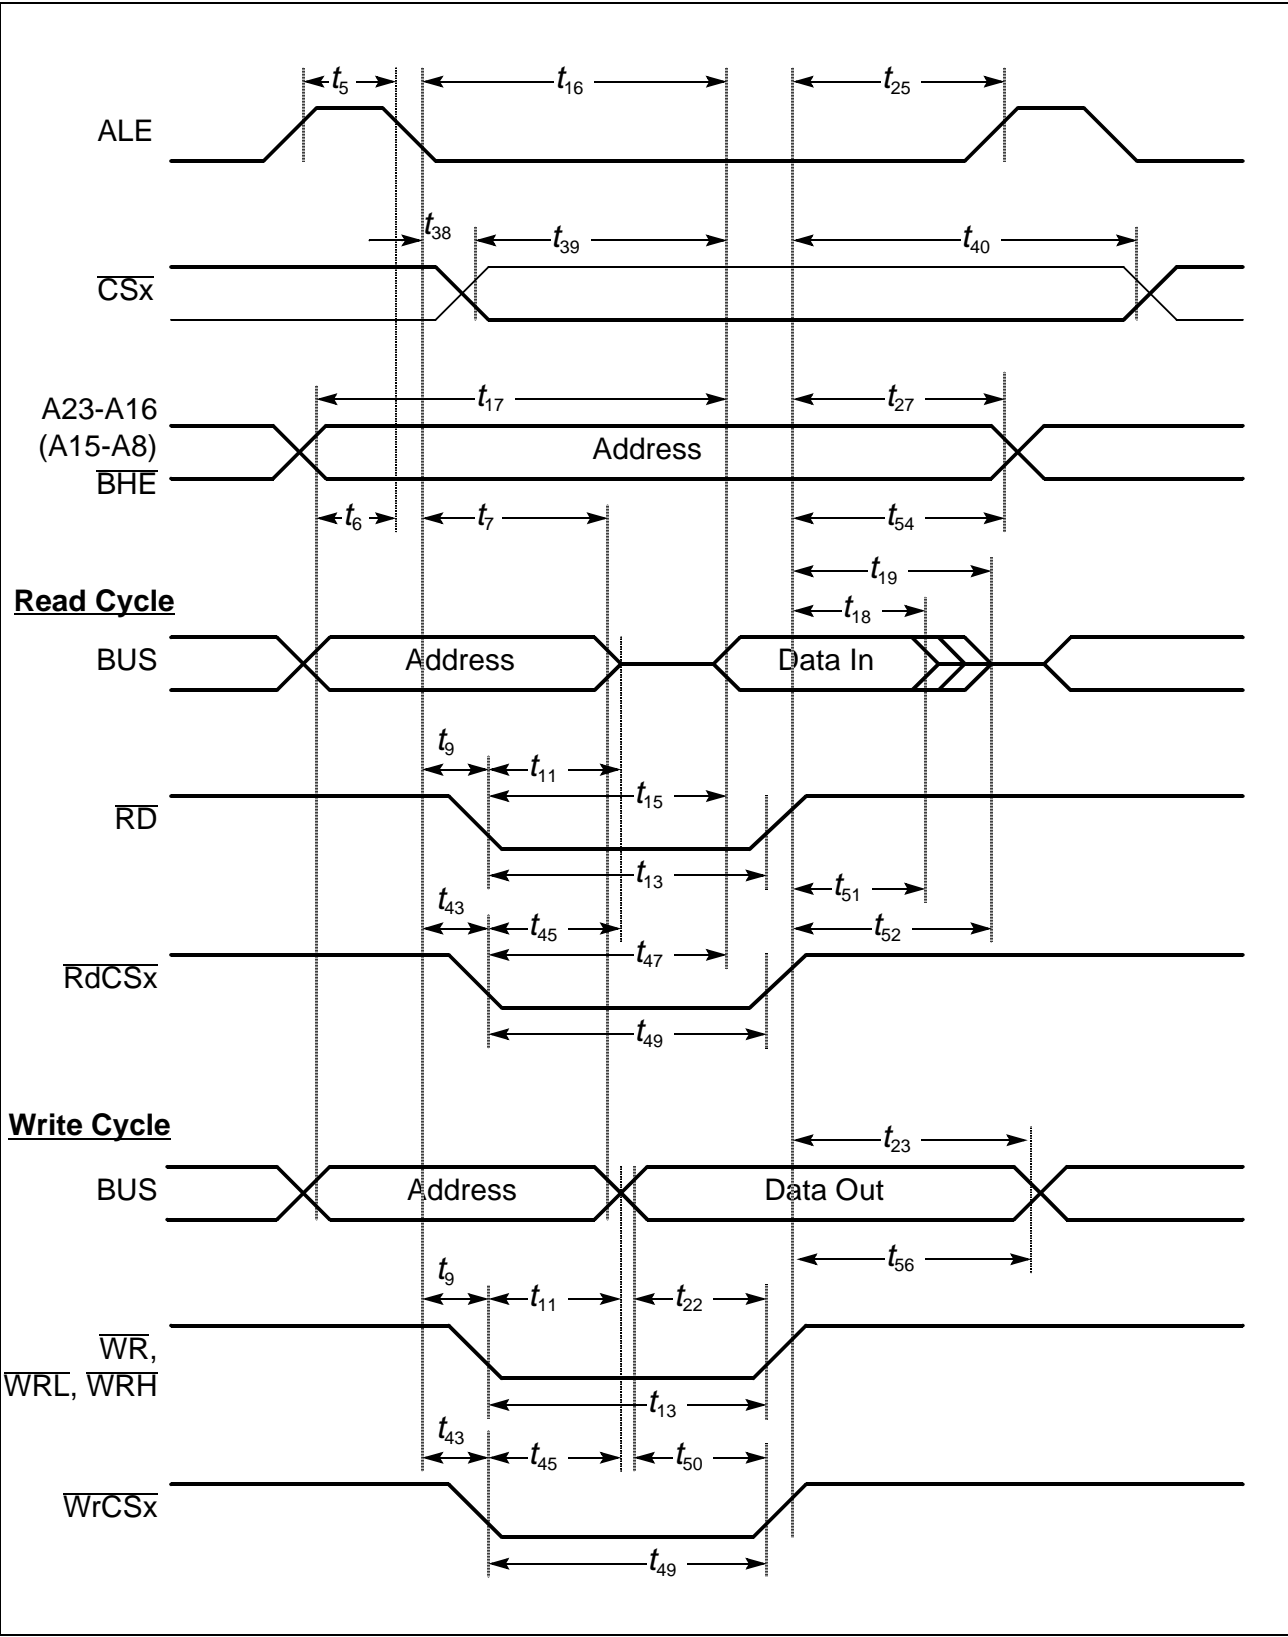 t5 t16 t25
ALE
t38 t39 t40
CSx
t17 t27
A23-A16
(A15-A8)
BHE
Address
t6 t7 t54
t19
Read Cycle
t18
BUS Address Data In
t9 t11
t15
RD
t13 t51
t43 t45 t52
t47
RdCSx
t49
Write Cycle
t23
BUS Address Data Out
t56
t9 t11 t22
WR,
WRL, WRH
t13
t43 t45 t50
WrCSx
t49